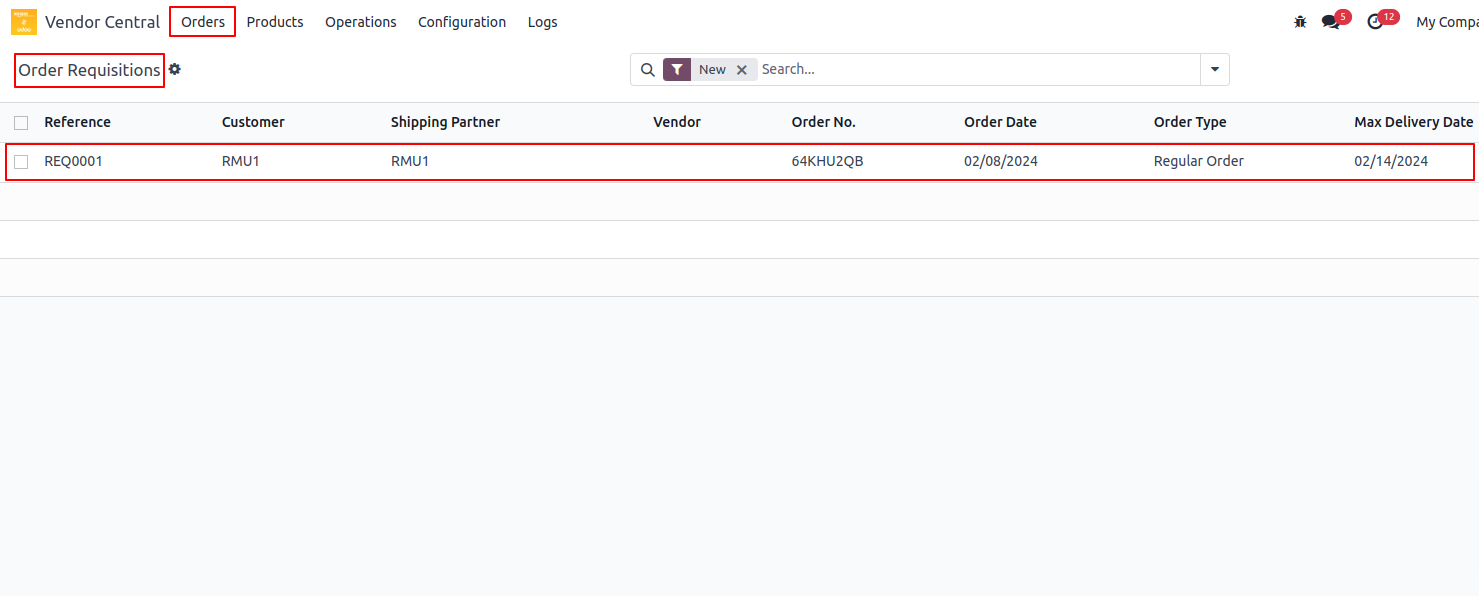 Vendor Central Orders Products Operations Configuration Logs 5 12 My Compa
Order Requisitions New Search...
Reference Customer Shipping Partner Vendor Order No. Order Date Order Type Max Delivery Date
REQ0001 RMU1 RMU1 64KHU2QB 02/08/2024 Regular Order 02/14/2024